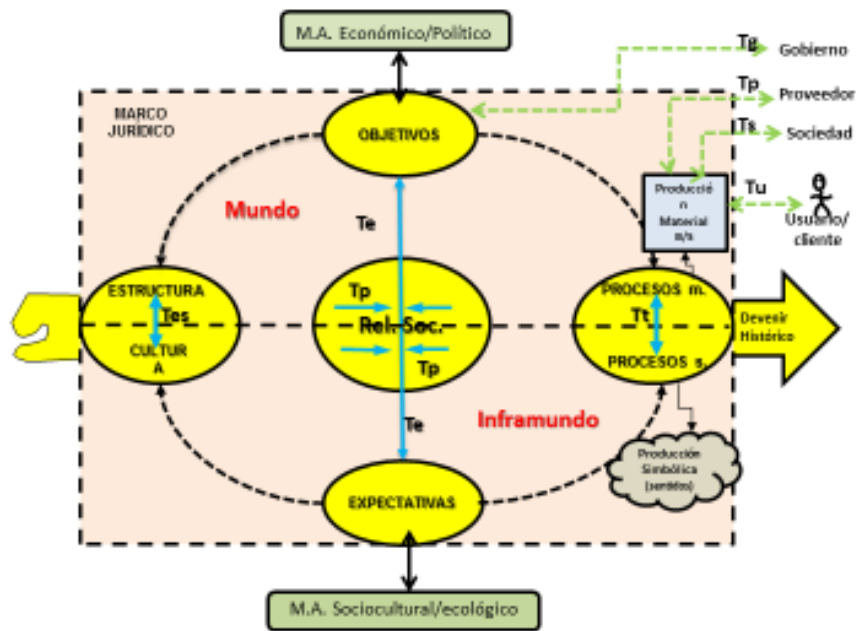 M.A. Económico/Político
Tg
Gobierno
Tp
Proveedor
Ts
Sociedad
Tu
Usuario/
cliente
MARCO
JURÍDICO
OBJETIVOS
Mundo
Te
Producció
n
Material
B/S
ESTRUCTURA
Tes
CULTUR
A
Tp
Rel. Soc.
Tp
PROCESOS m.
Tt
PROCESOS s.
Devenir
Histórico
Te
Inframundo
Producción
Simbólica
(sentidos)
EXPECTATIVAS
M.A. Sociocultural/ecológico